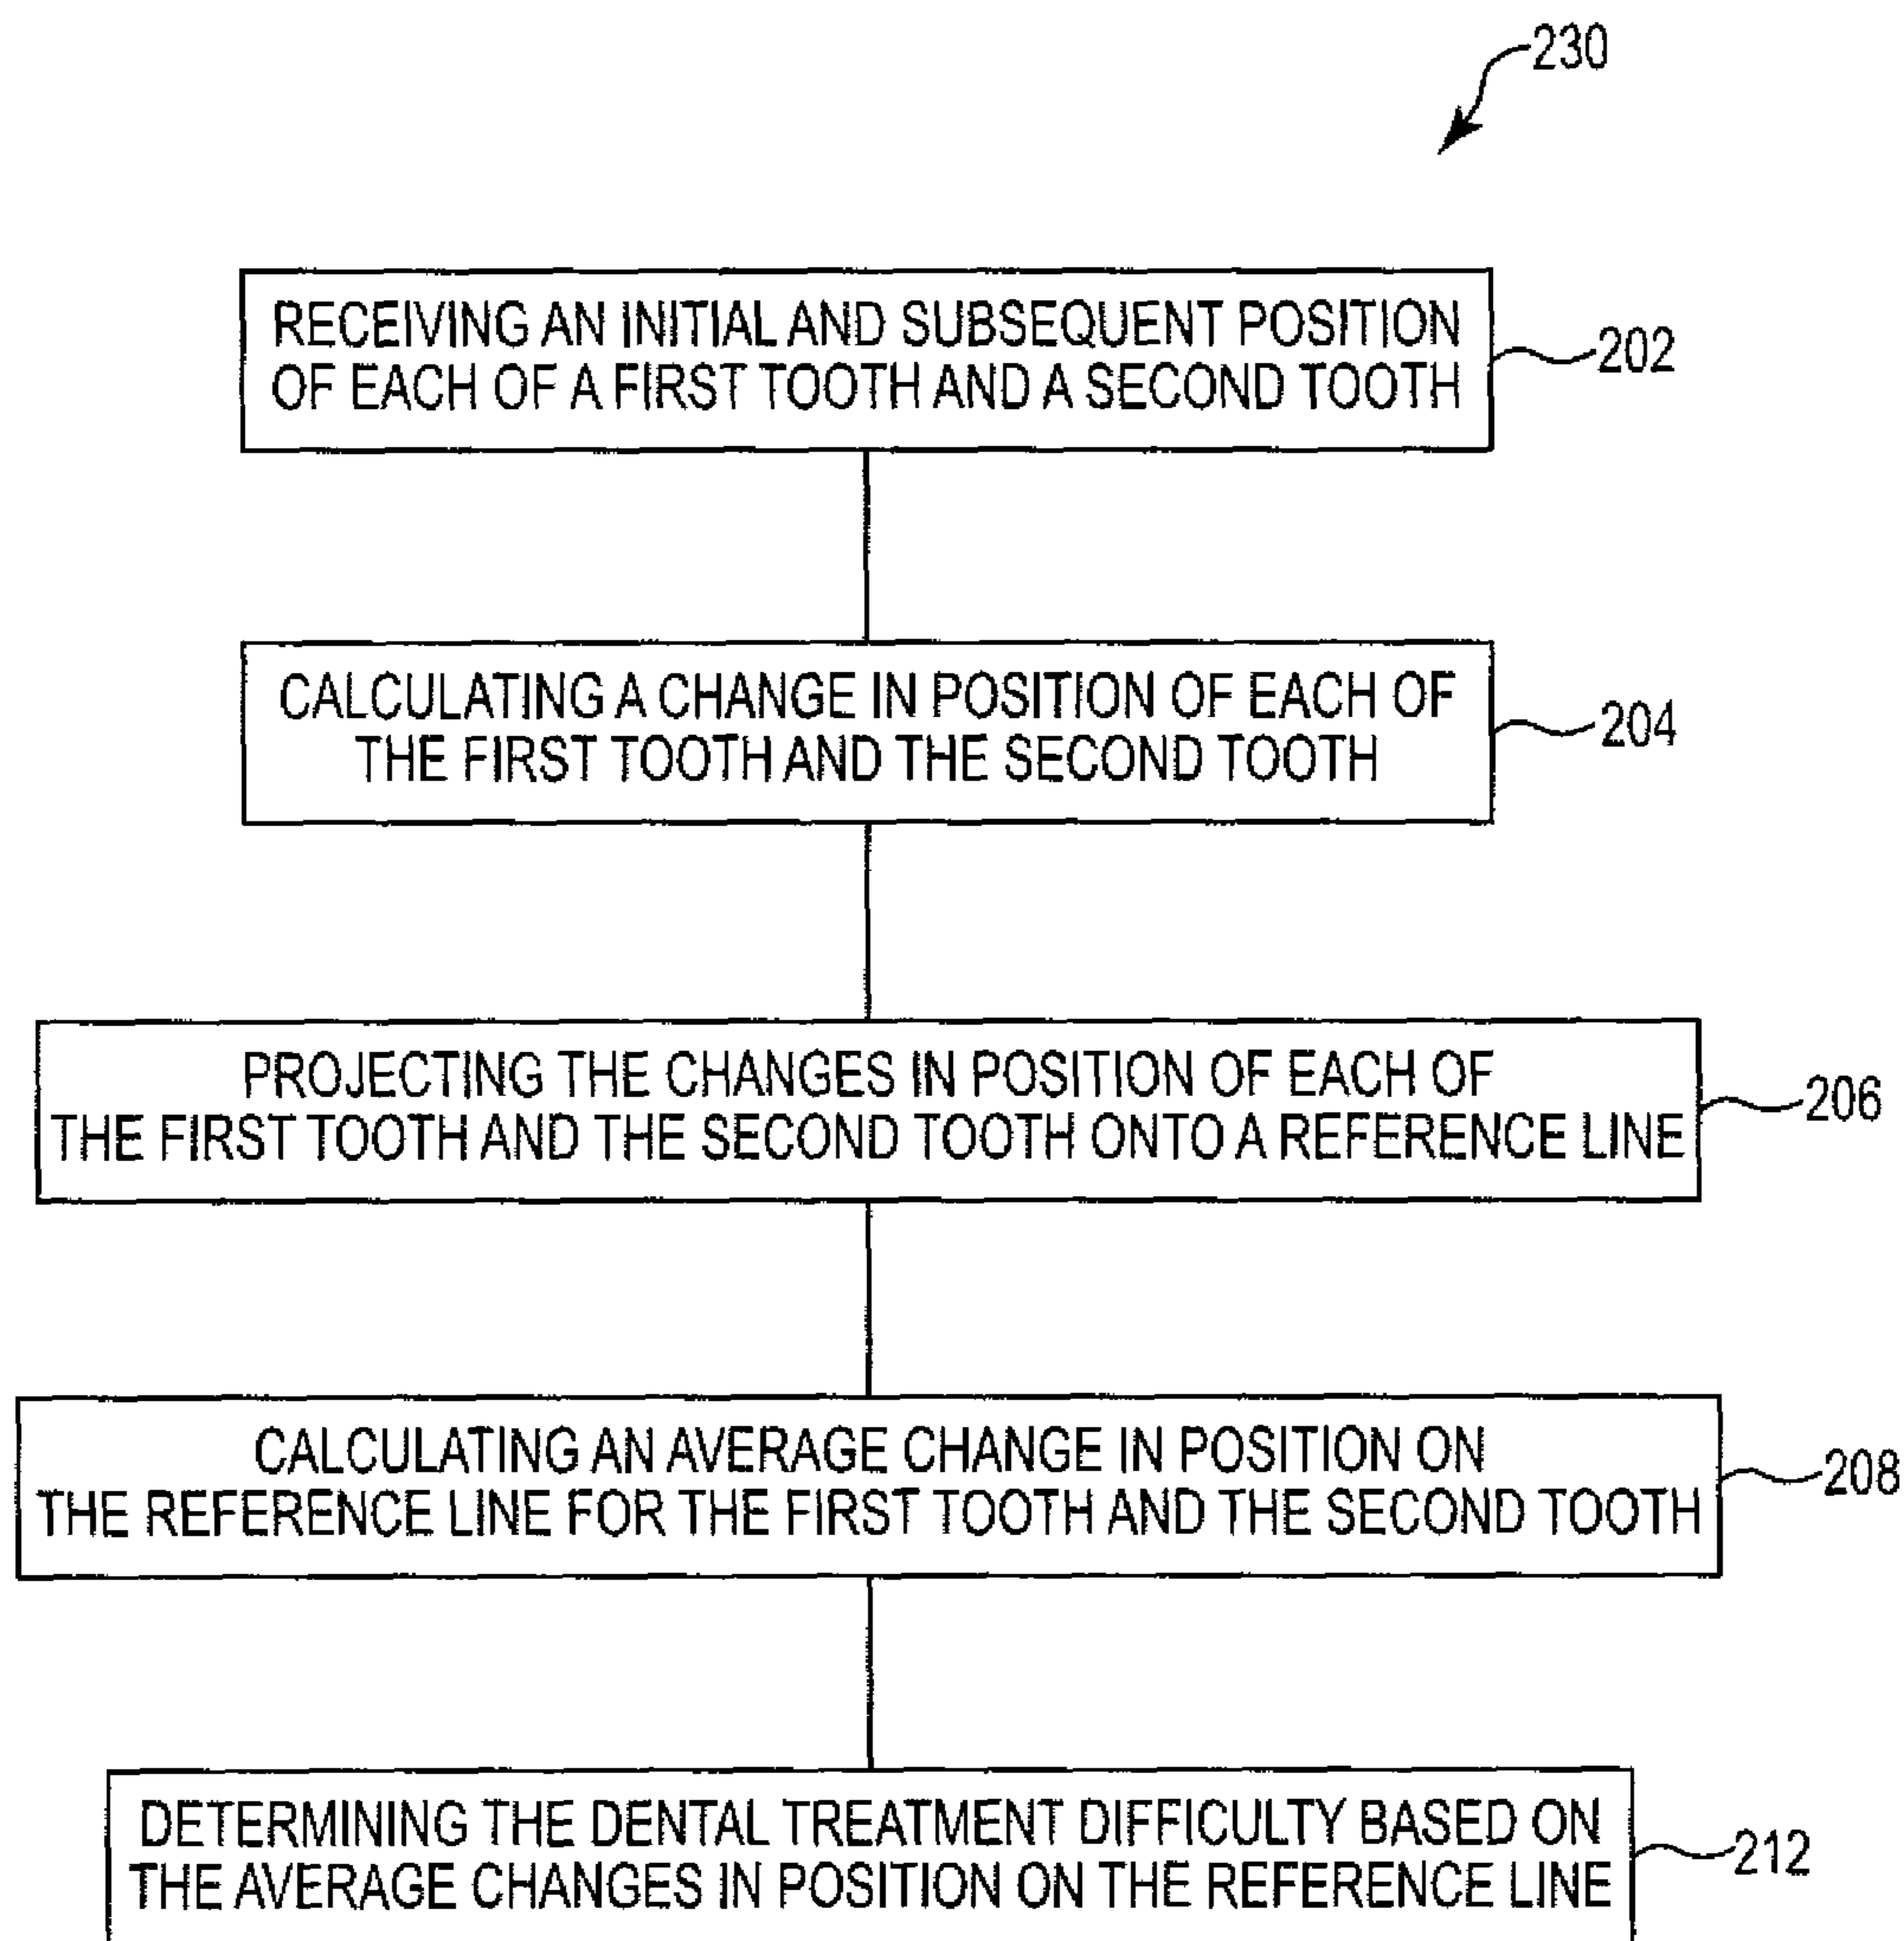 230
RECEIVING AN INITIAL AND SUBSEQUENT POSITION
OF EACH OF A FIRST TOOTH AND A SECOND TOOTH
202
CALCULATING A CHANGE IN POSITION OF EACH OF
THE FIRST TOOTH AND THE SECOND TOOTH
204
PROJECTING THE CHANGES IN POSITION OF EACH OF
THE FIRST TOOTH AND THE SECOND TOOTH ONTO A REFERENCE LINE
206
CALCULATING AN AVERAGE CHANGE IN POSITION ON
THE REFERENCE LINE FOR THE FIRST TOOTH AND THE SECOND TOOTH
208
DETERMINING THE DENTAL TREATMENT DIFFICULTY BASED ON
THE AVERAGE CHANGES IN POSITION ON THE REFERENCE LINE
212